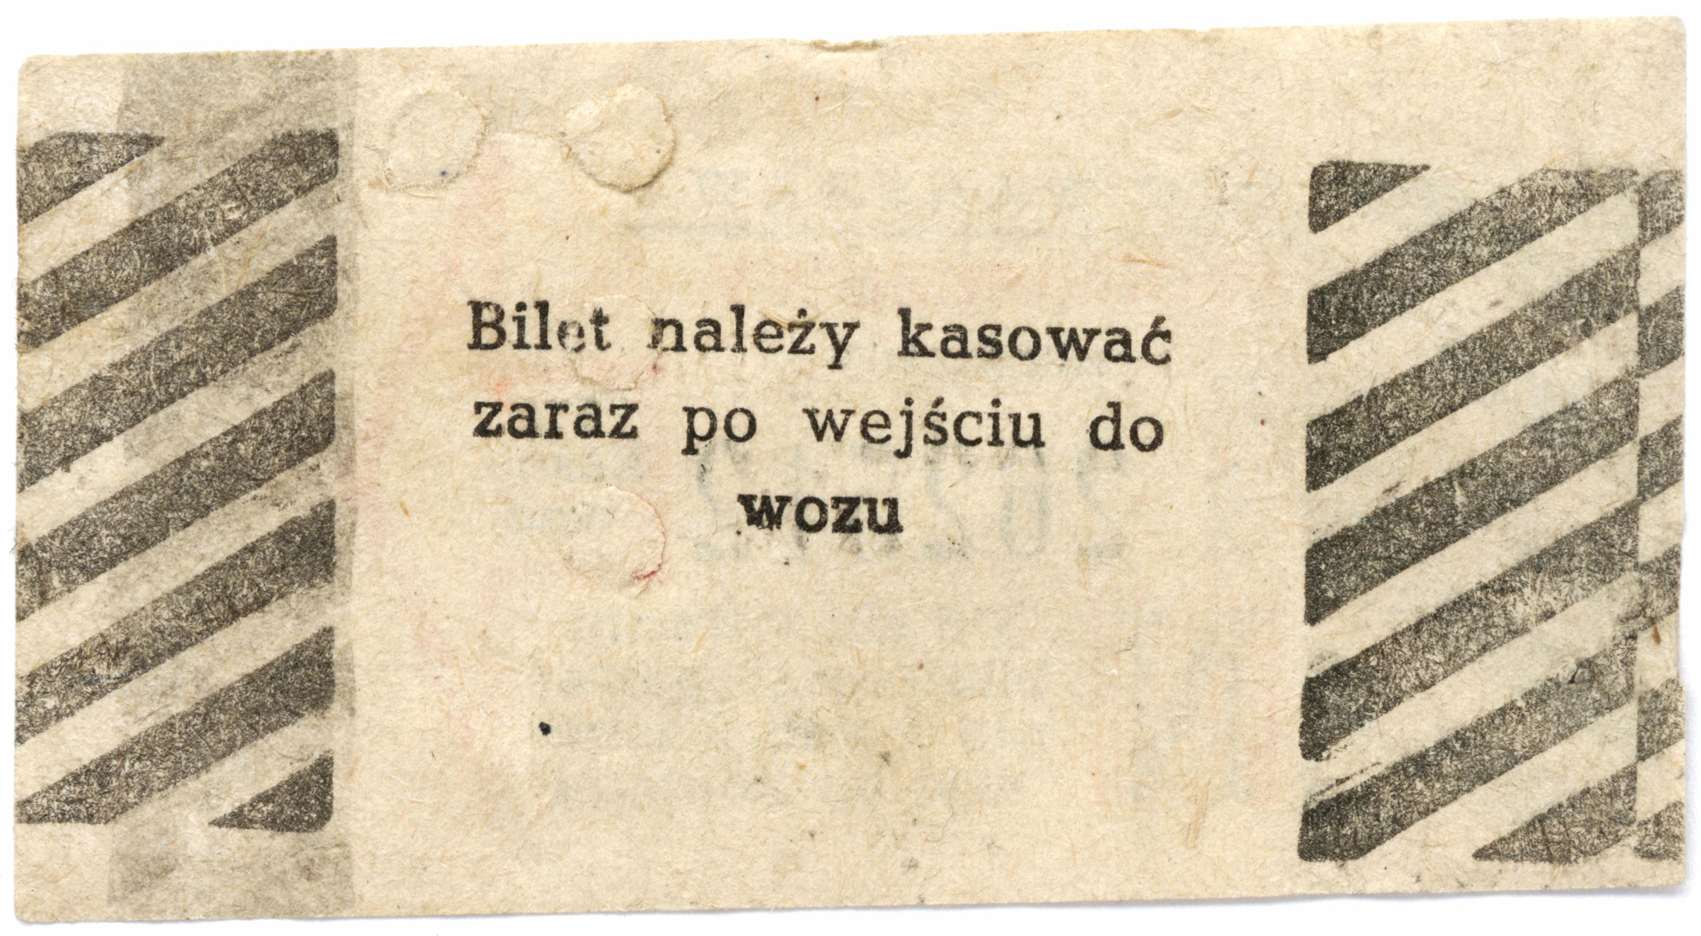 Bilet należy kasować
zaraz po wejściu do
wozu